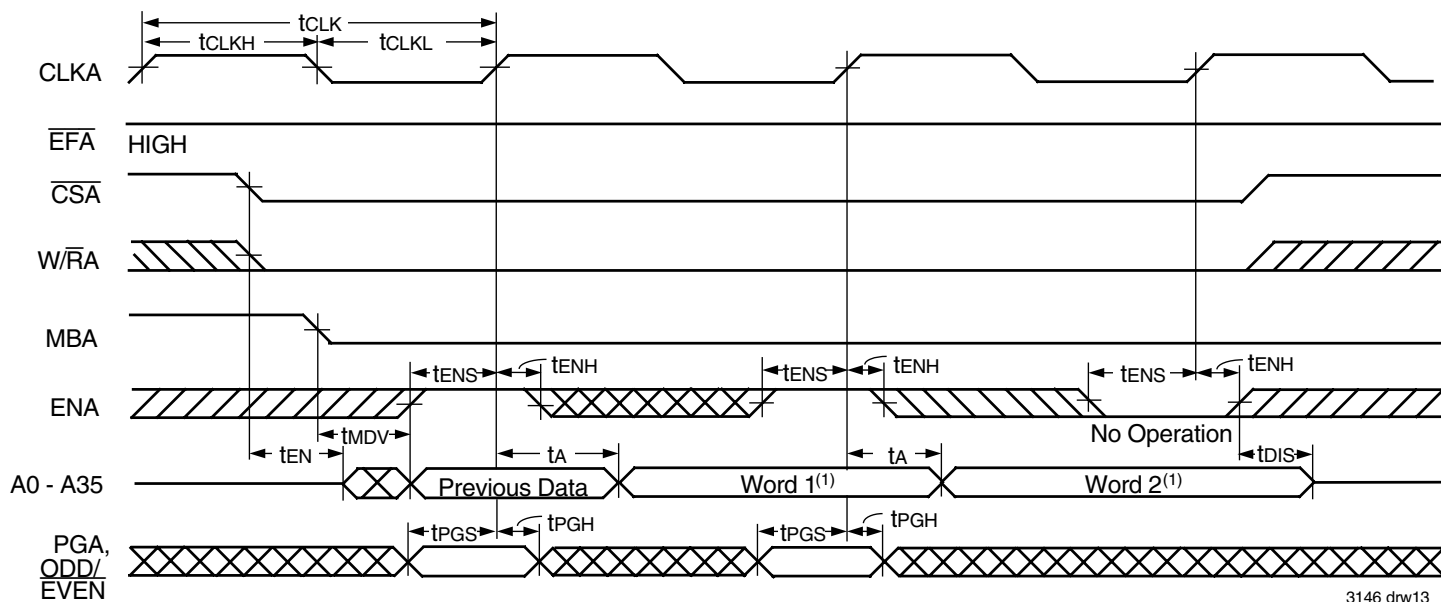 tCLK
tCLKH tCLKL
CLKA
EFA HIGH
CSA
W/RA
MBA
tENS tENH tENS tENH tENS tENH
ENA
No Operation
tMDV
tEN tA tA tDIS
A0 - A35 Previous Data Word 1(1) Word 2(1)
tPGS tPGH tPGS tPGH
PGA,
ODD/
EVEN
3146 drw13